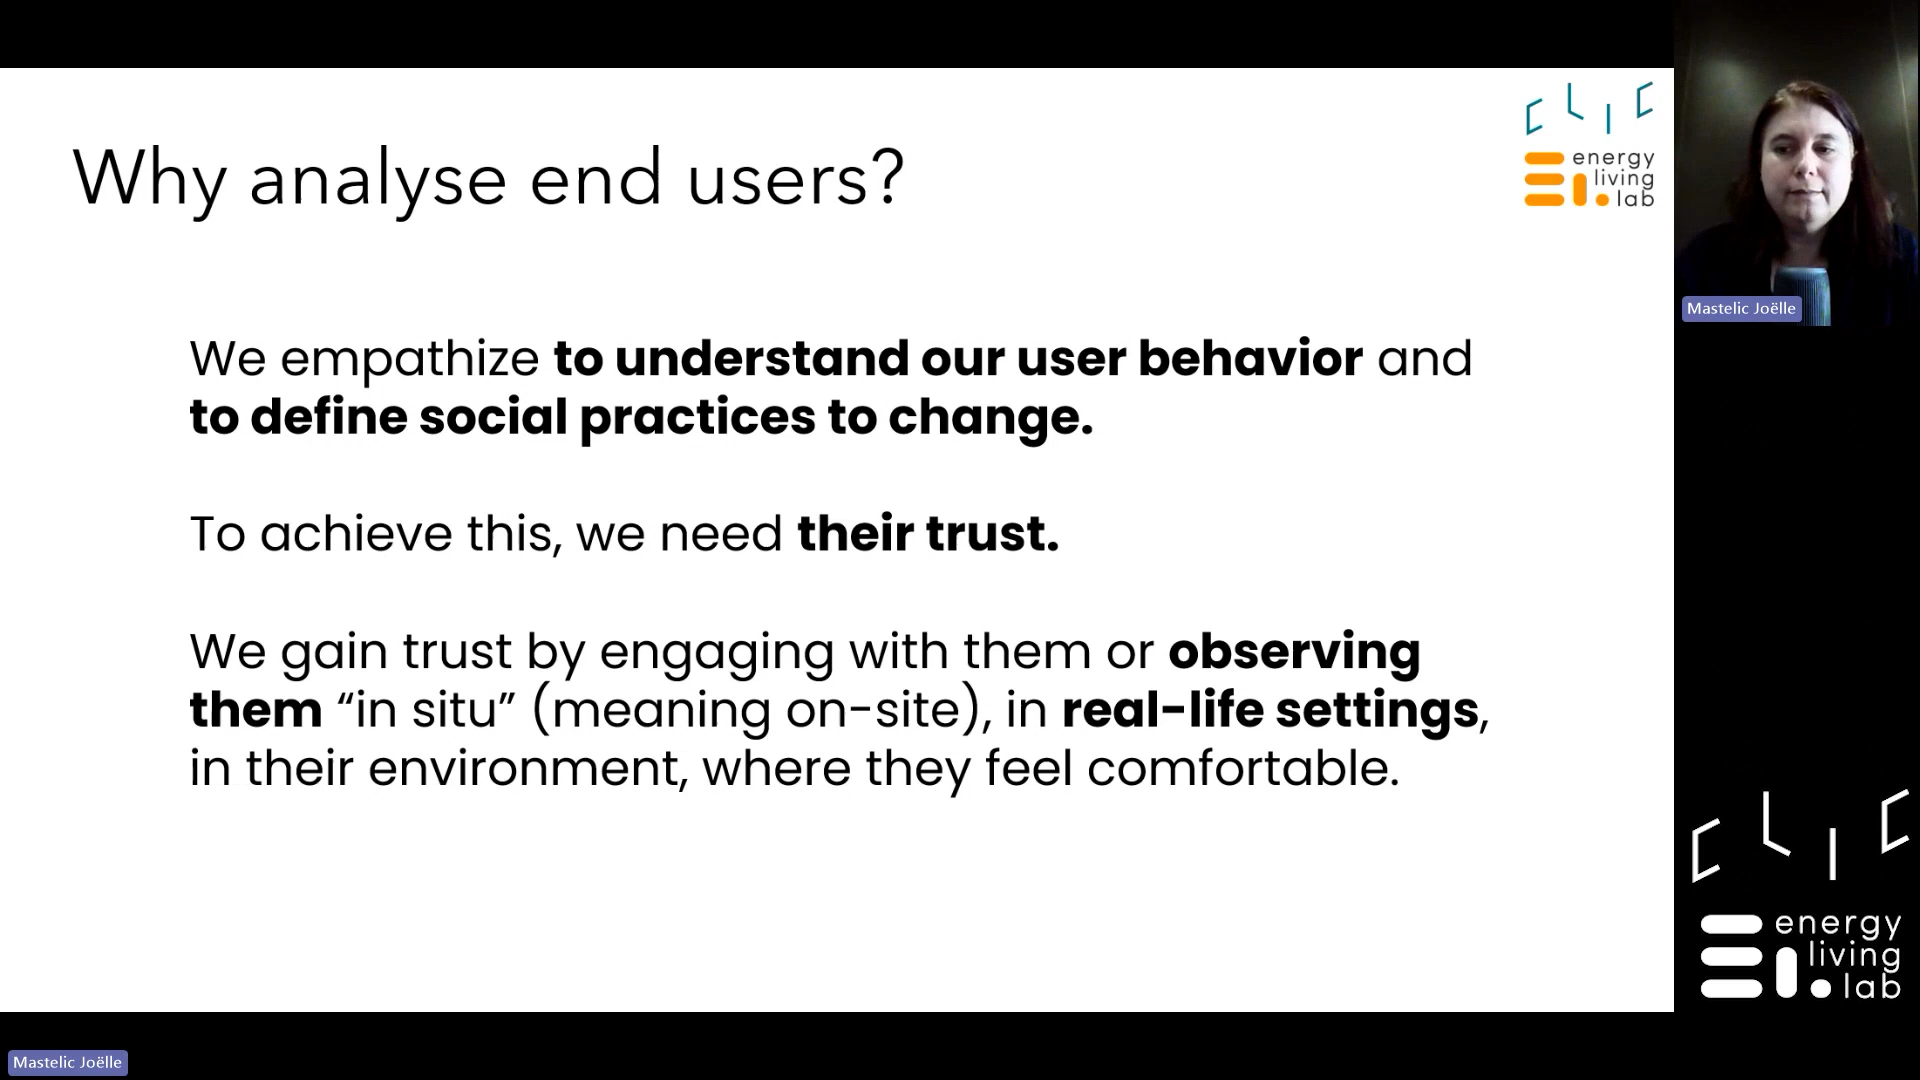 Why analyse end users?
CLIC
energy
living
lab
We empathize to understand our user behavior and
to define social practices to change.
To achieve this, we need their trust.
We gain trust by engaging with them or observing
them “in situ” (meaning on-site), in real-life settings,
in their environment, where they feel comfortable.
Mastelic Joëlle
CLIC
energy
living
lab
Mastelic Joëlle